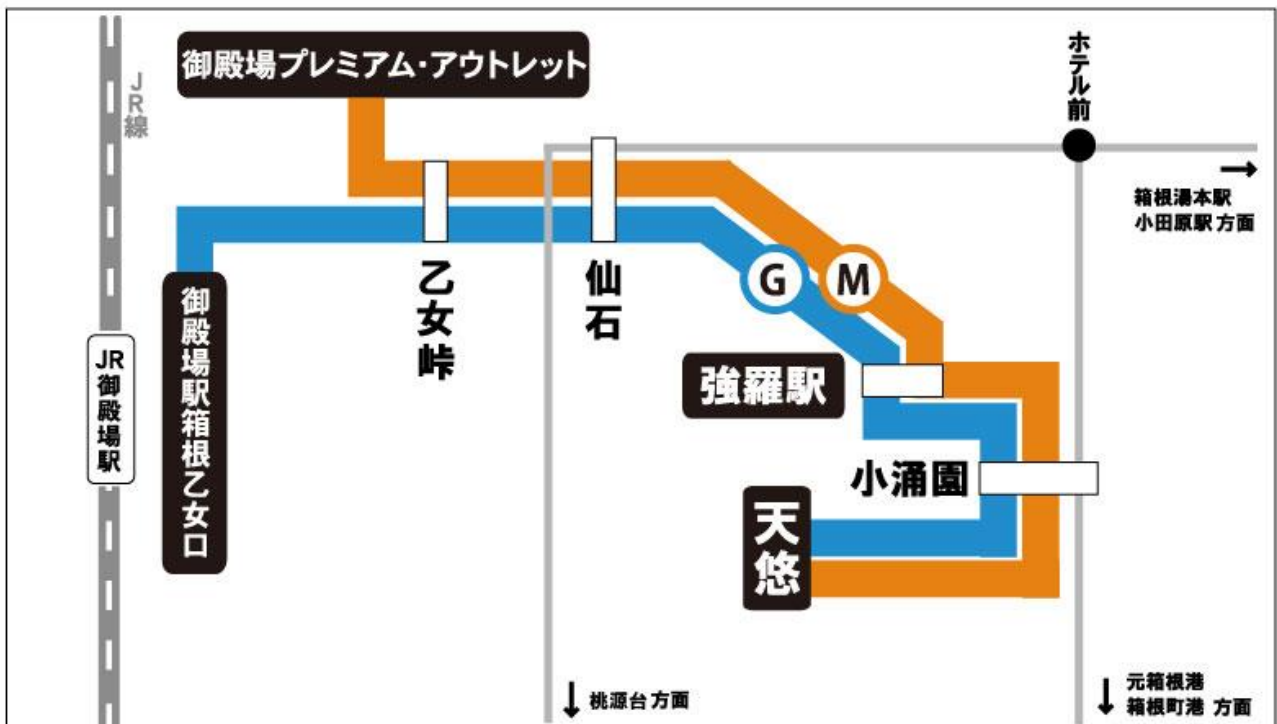 御殿場プレミアム・アウトレット
ホテル前
JR線
箱根湯本駅
小田原駅 方面
乙女峠
仙石
G
M
御殿場駅箱根乙女口
JR御殿場駅
強羅駅
小涌園
天悠
桃源台 方面
元箱根港
箱根町港 方面